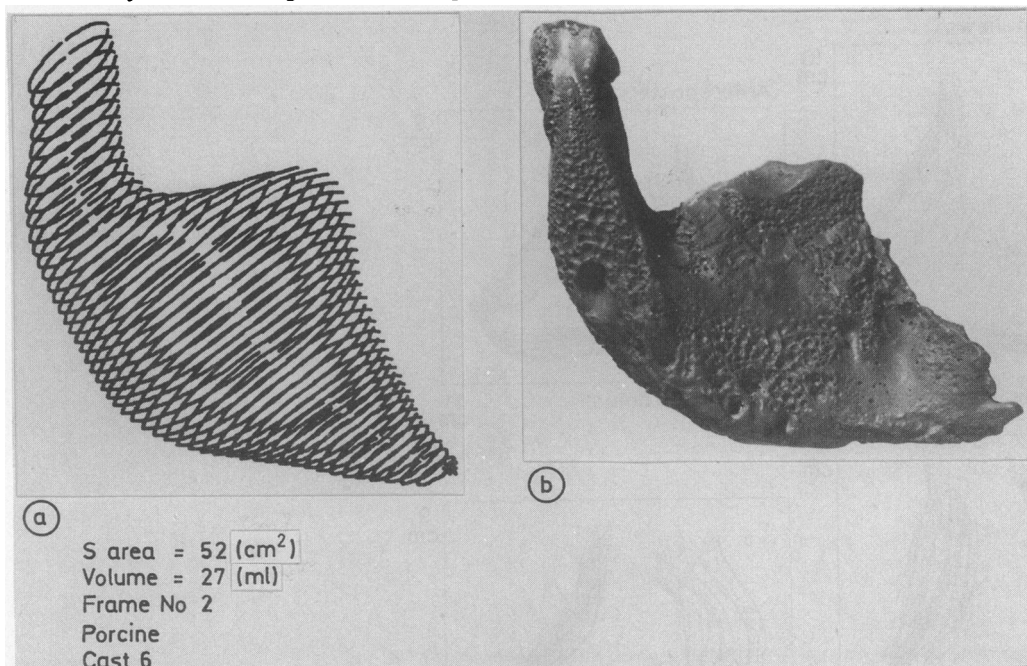 a
b
S area = 52 (cm²)
Volume = 27 (ml)
Frame No 2
Porcine
Cast 6